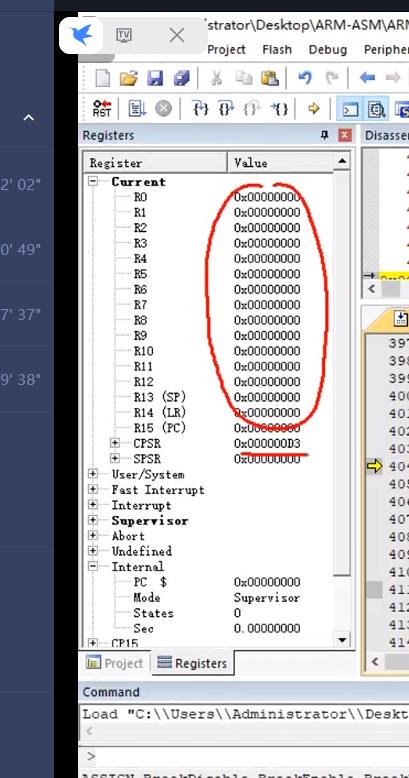 2' 02"
0' 49"
7' 37"
9' 38"
TV
istrator\Desktop\ARM-ASM\AR
Project Flash Debug Periphe
RST
Registers
Disasse
Register Value
Current
R0 0x00000000
R1 0x00000000
R2 0x00000000
R3 0x00000000
R4 0x00000000
R5 0x00000000
R6 0x00000000
R7 0x00000000
R8 0x00000000
R9 0x00000000
R10 0x00000000
R11 0x00000000
R12 0x00000000
R13 (SP) 0x00000000
R14 (LR) 0x00000000
R15 (PC) 0x00000000
CPSR 0x000000D3
SPSR 0x00000000
User/System
Fast Interrupt
Interrupt
Supervisor
Abort
Undefined
Internal
PC $ 0x00000000
Mode Supervisor
States 0
Sec 0.00000000
CP15
397
398
399
400
401
402
403
404
405
406
407
408
409
410
411
412
413
414
Project Registers
Command
Load "C:\\Users\\Administrator\\Deskt
>
ASSIGN BreakDisable BreakEnable Break